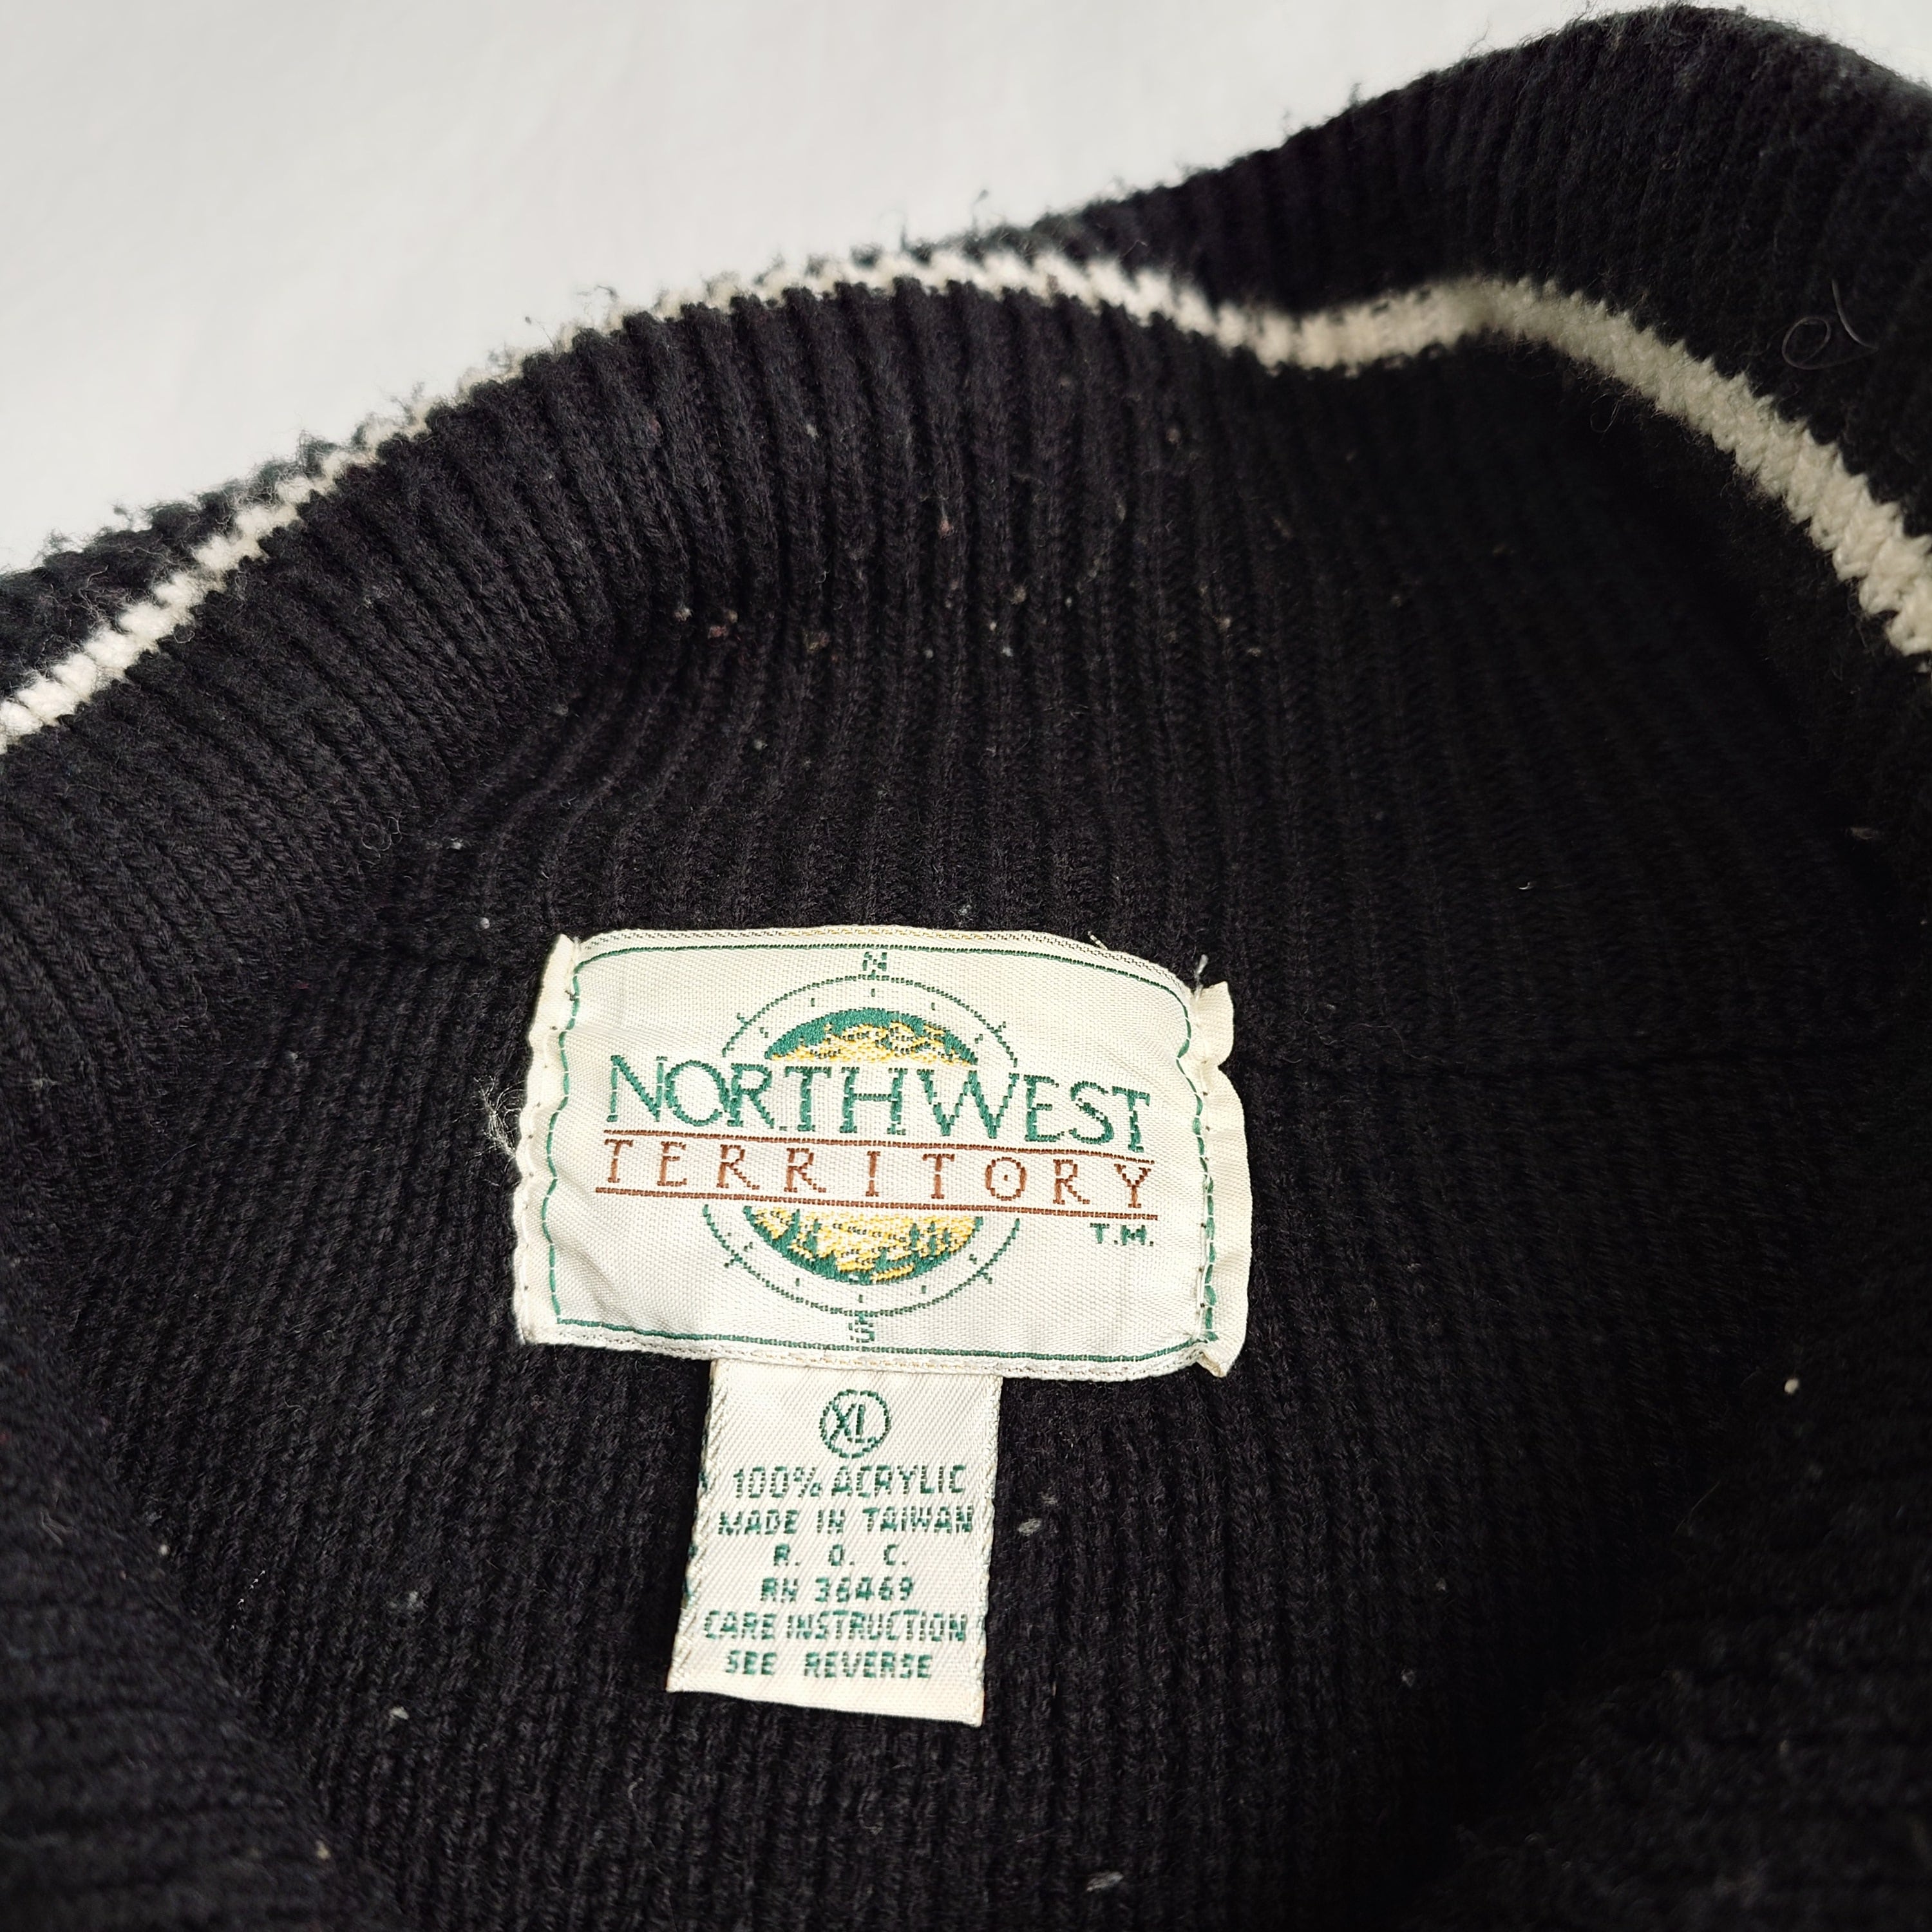 N
NORTHWEST
TERRITORY
T.M.
S
XL
100% ACRYLIC
MADE IN TAIWAN
R. O. C.
RN 36469
CARE INSTRUCTION
SEE REVERSE